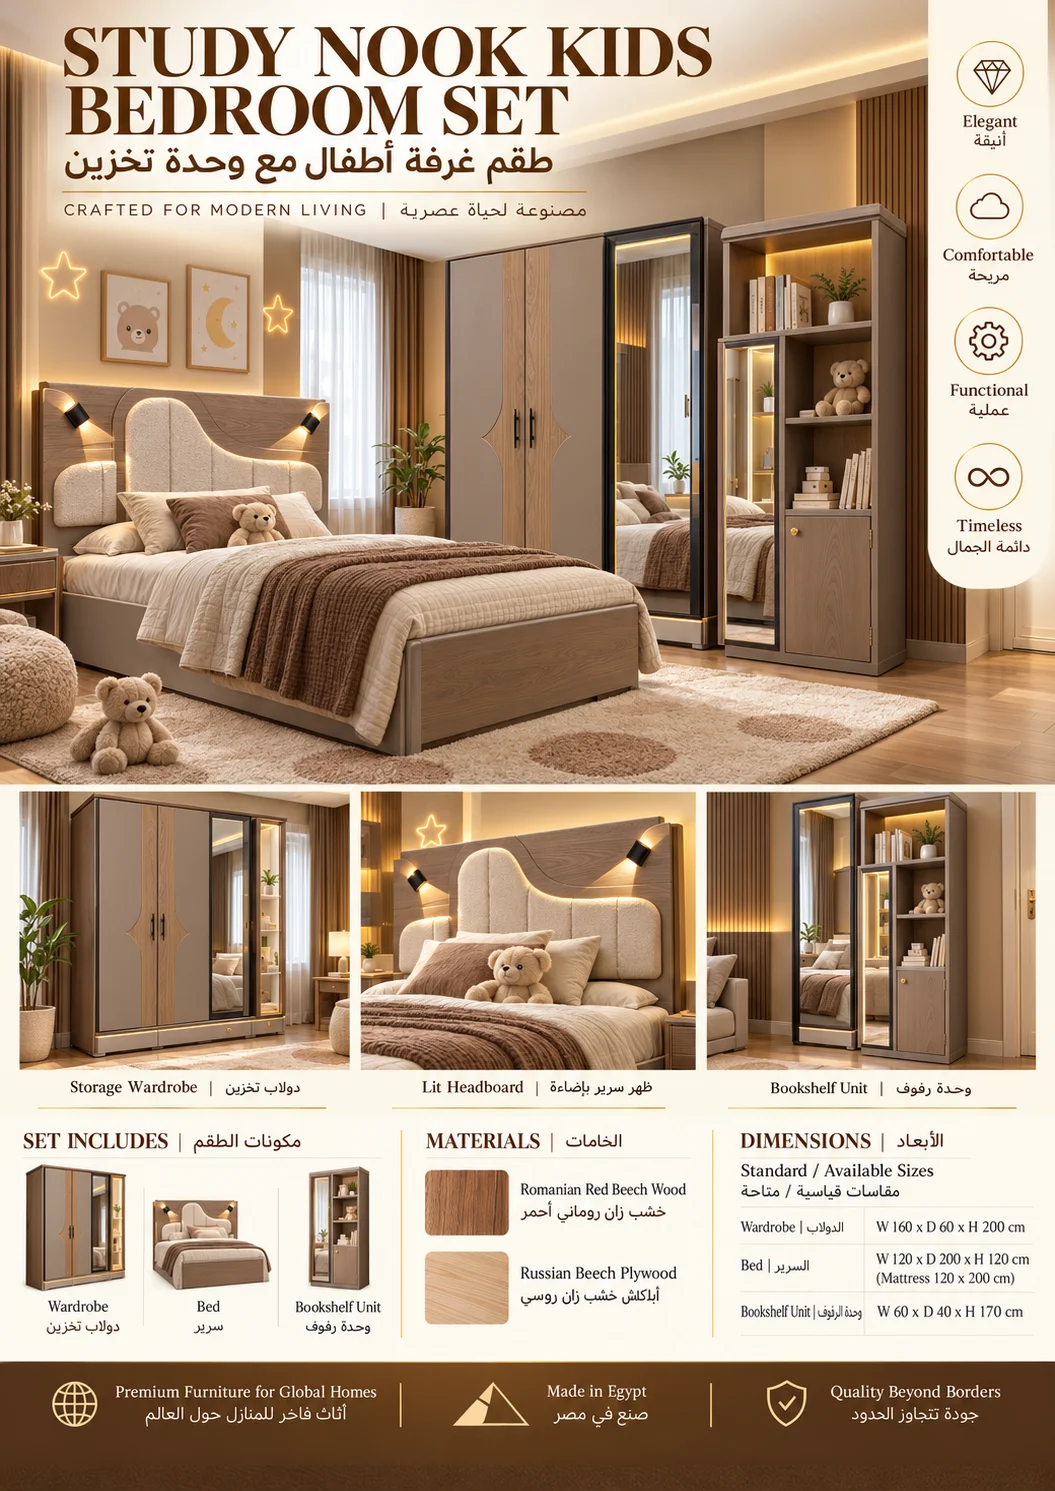 STUDY NOOK KIDS
BEDROOM SET
طقم غرفة أطفال مع وحدة تخزين
CRAFTED FOR MODERN LIVING | مصنوعة لحياة عصرية
Elegant
أنيقة
Comfortable
مريحة
Functional
عملية
Timeless
دائمة الجمال
Storage Wardrobe | دولاب تخزين
Lit Headboard | ظهر سرير بإضاءة
Bookshelf Unit | وحدة رفوف
SET INCLUDES | مكونات الطقم
Wardrobe
دولاب تخزين
Bed
سرير
Bookshelf Unit
وحدة رفوف
MATERIALS | الخامات
Romanian Red Beech Wood
خشب زان روماني أحمر
Russian Beech Plywood
أبلكاش خشب زان روسي
DIMENSIONS | الأبعاد
Standard / Available Sizes
مقاسات قياسية / متاحة
Wardrobe | الدولاب W 160 x D 60 x H 200 cm
Bed | السرير W 120 x D 200 x H 120 cm
(Mattress 120 x 200 cm)
Bookshelf Unit | وحدة الرفوف W 60 x D 40 x H 170 cm
Premium Furniture for Global Homes
أثاث فاخر للمنازل حول العالم
Made in Egypt
صنع في مصر
Quality Beyond Borders
جودة تتجاوز الحدود